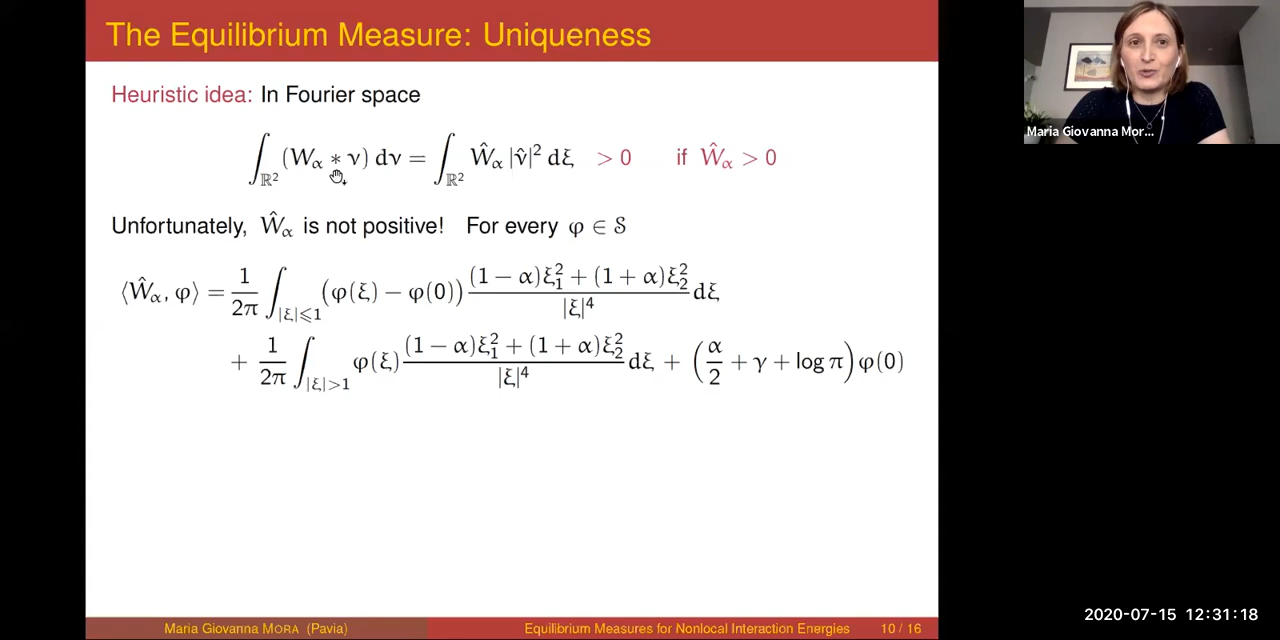 The Equilibrium Measure: Uniqueness
Heuristic idea: In Fourier space
∫_{ℝ²} (W_α ∗ ν) dν = ∫_{ℝ²} Ŵ_α |ν̂|² dξ > 0 if Ŵ_α > 0
Unfortunately, Ŵ_α is not positive! For every φ ∈ 𝒮
⟨Ŵ_α, φ⟩ = 1/2π ∫_{|ξ|⩽1} (φ(ξ) − φ(0)) ((1 − α)ξ₁² + (1 + α)ξ₂²)/|ξ|⁴ dξ
+ 1/2π ∫_{|ξ|>1} φ(ξ) ((1 − α)ξ₁² + (1 + α)ξ₂²)/|ξ|⁴ dξ + (α/2 + γ + log π) φ(0)
Maria Giovanna MORA (Pavia) Equilibrium Measures for Nonlocal Interaction Energies 10 / 16
Maria Giovanna Mor...
2020-07-15 12:31:18